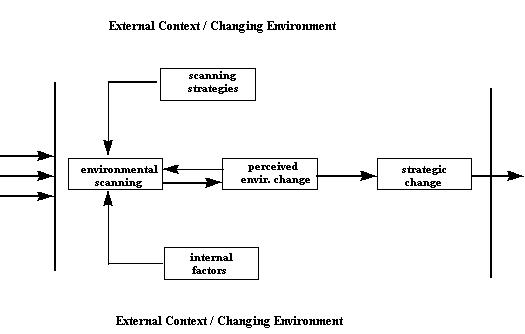 External Context / Changing Environment
scanning
strategies
environmental
scanning
perceived
envir. change
strategic
change
internal
factors
External Context / Changing Environment